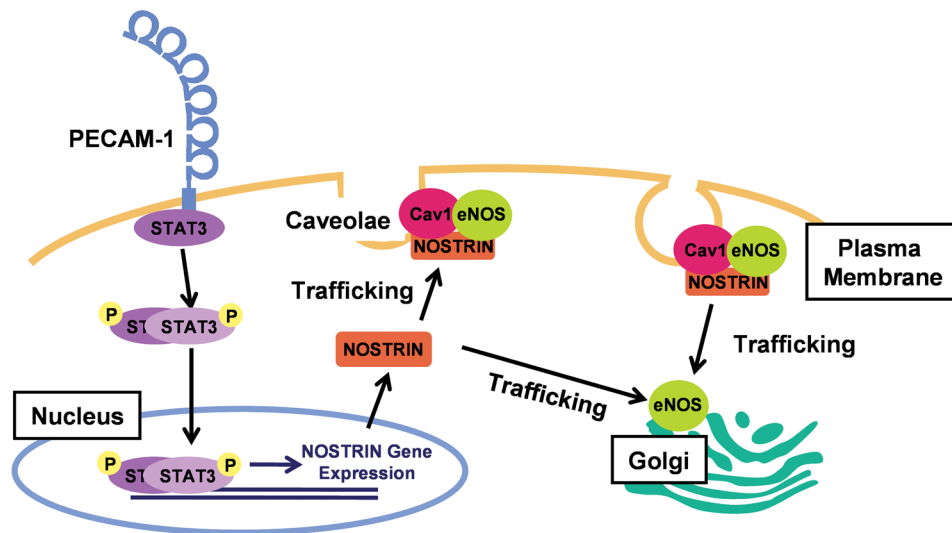 PECAM-1
STAT3
Caveolae
Cav1
eNOS
NOSTRIN
Cav1
eNOS
NOSTRIN
Plasma
Membrane
Trafficking
P
STAT3
P
NOSTRIN
Trafficking
Trafficking
Nucleus
eNOS
Golgi
P
STAT3
P
NOSTRIN Gene
Expression